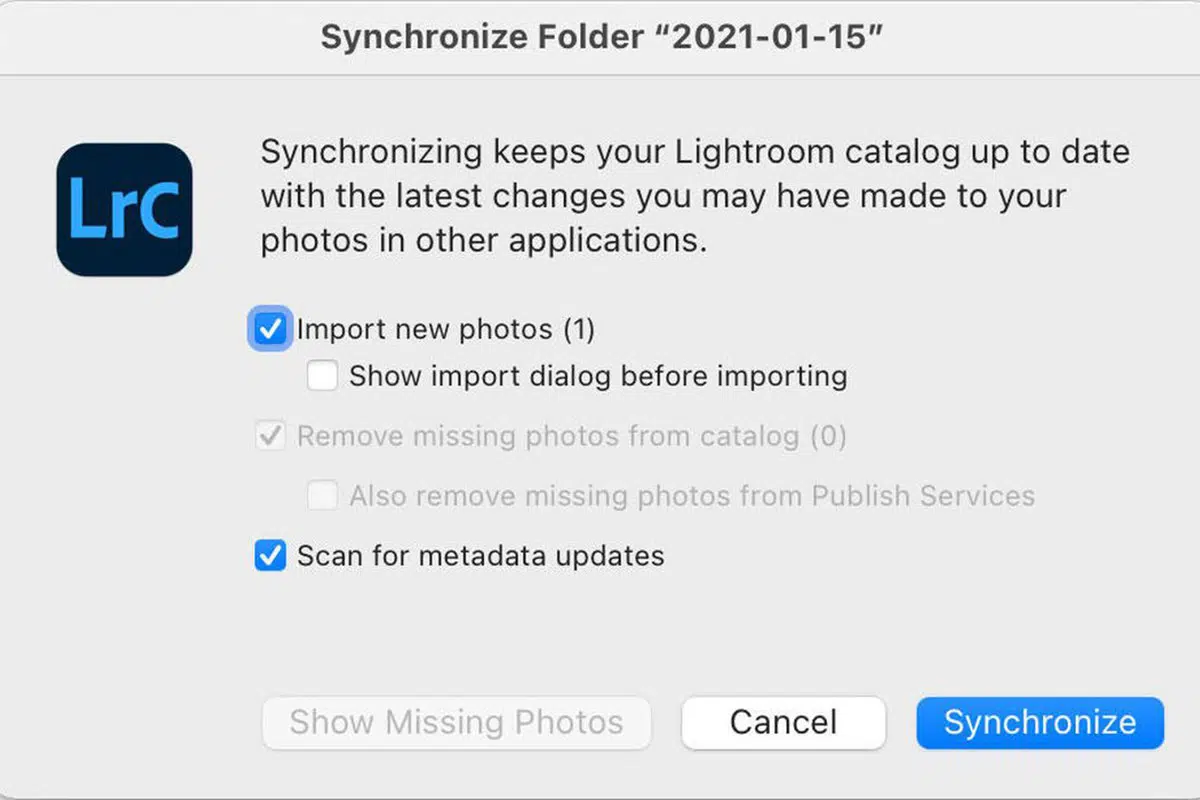 Synchronize Folder “2021-01-15”
LrC
Synchronizing keeps your Lightroom catalog up to date
with the latest changes you may have made to your
photos in other applications.
Import new photos (1)
Show import dialog before importing
Remove missing photos from catalog (0)
Also remove missing photos from Publish Services
Scan for metadata updates
Show Missing Photos
Cancel
Synchronize